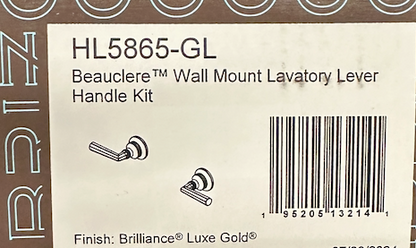 HL5865-GL
Beauclere™ Wall Mount Lavatory Lever
Handle Kit
1 95205 13214 1
Finish: Brilliance® Luxe Gold®